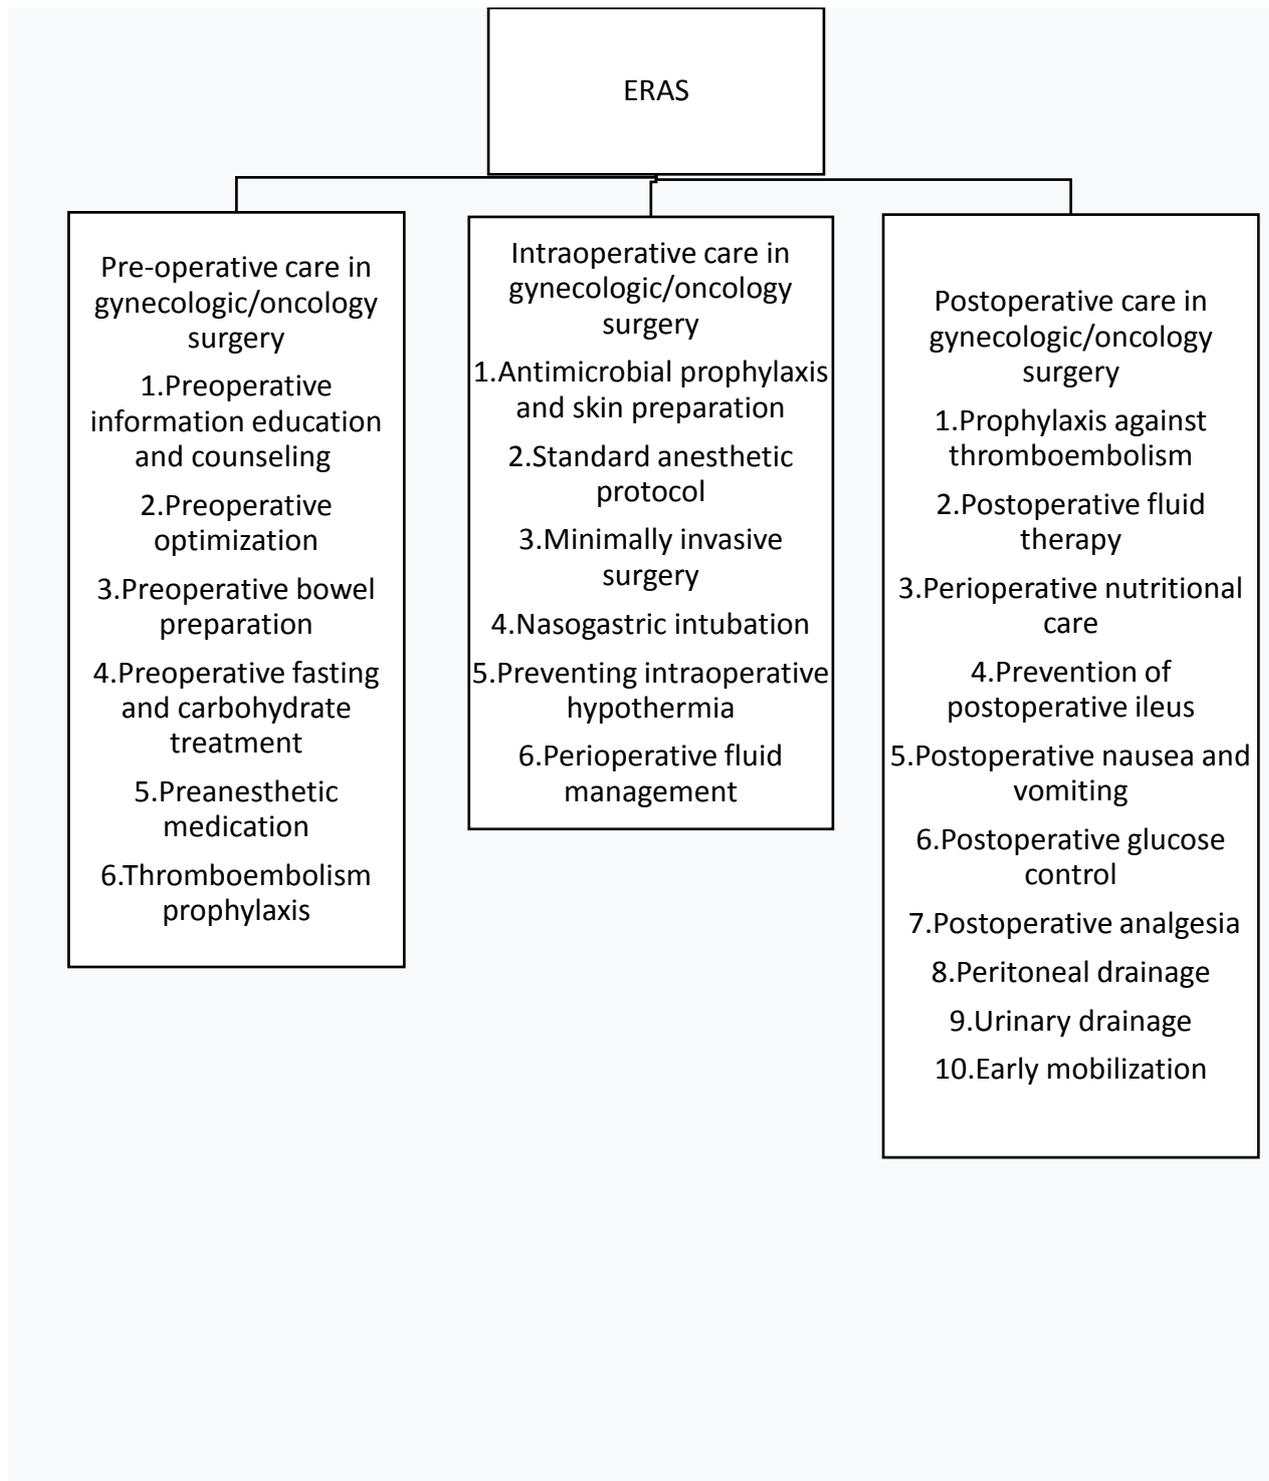 ERAS
Pre-operative care in
gynecologic/oncology
surgery
1.Preoperative
information education
and counseling
2.Preoperative
optimization
3.Preoperative bowel
preparation
4.Preoperative fasting
and carbohydrate
treatment
5.Preanesthetic
medication
6.Thromboembolism
prophylaxis
Intraoperative care in
gynecologic/oncology
surgery
1.Antimicrobial prophylaxis
and skin preparation
2.Standard anesthetic
protocol
3.Minimally invasive
surgery
4.Nasogastric intubation
5.Preventing intraoperative
hypothermia
6.Perioperative fluid
management
Postoperative care in
gynecologic/oncology
surgery
1.Prophylaxis against
thromboembolism
2.Postoperative fluid
therapy
3.Perioperative nutritional
care
4.Prevention of
postoperative ileus
5.Postoperative nausea and
vomiting
6.Postoperative glucose
control
7.Postoperative analgesia
8.Peritoneal drainage
9.Urinary drainage
10.Early mobilization